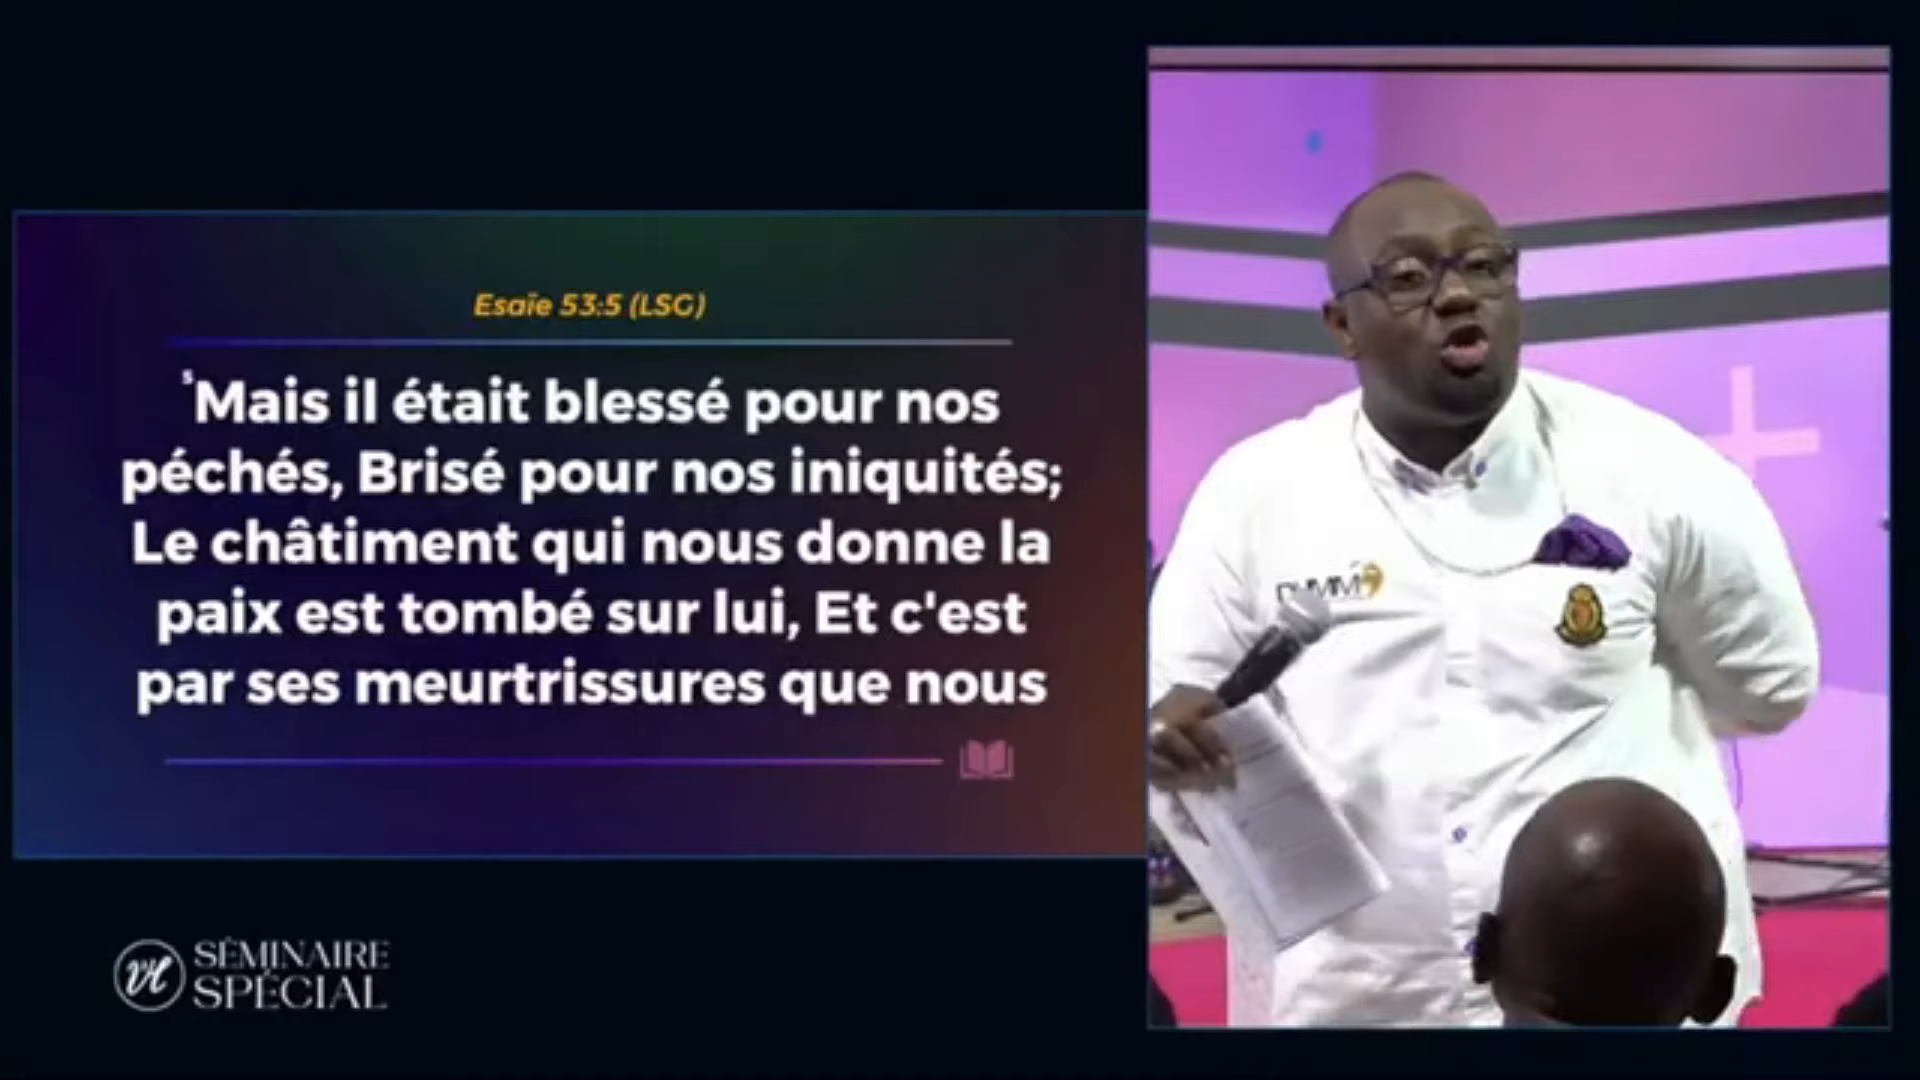 Esaïe 53:5 (LSG)
5Mais il était blessé pour nos
péchés, Brisé pour nos iniquités;
Le châtiment qui nous donne la
paix est tombé sur lui, Et c'est
par ses meurtrissures que nous
SÉMINAIRE
SPÉCIAL